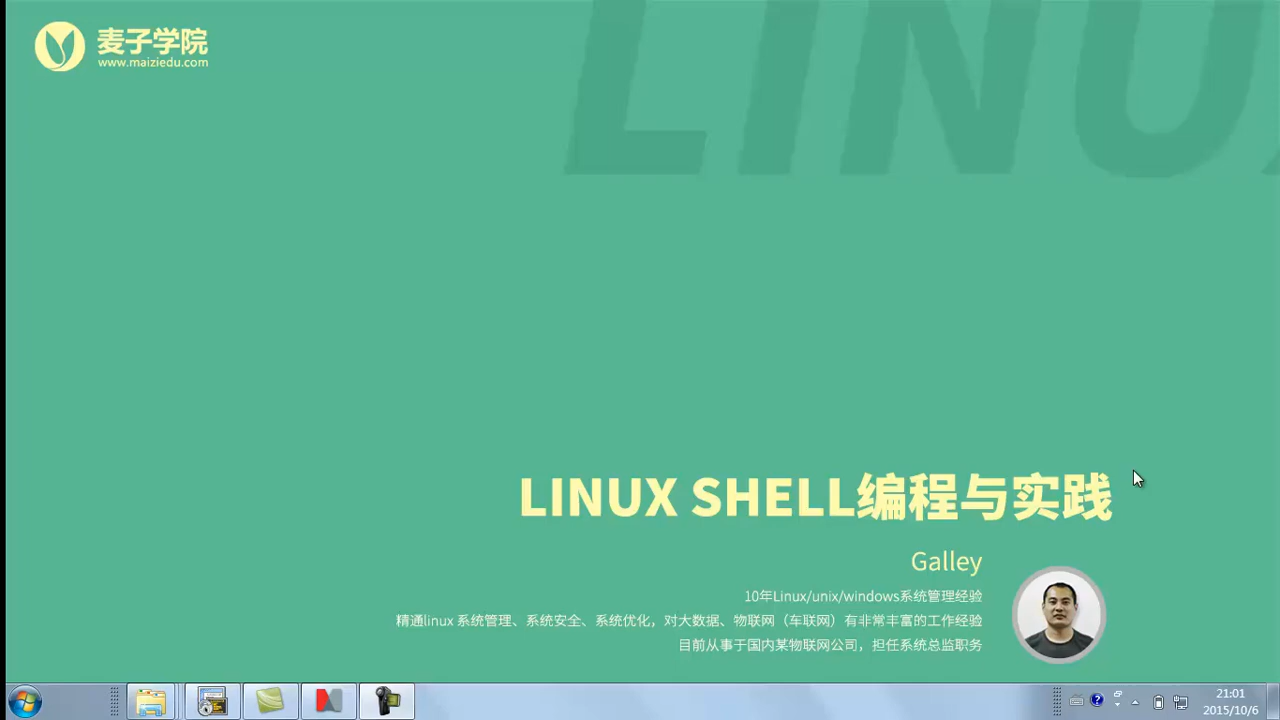 LINUX
麦子学院
www.maiziedu.com
LINUX SHELL编程与实践
Galley
10年Linux/unix/windows系统管理经验
精通linux 系统管理、系统安全、系统优化，对大数据、物联网（车联网）有非常丰富的工作经验
目前从事于国内某物联网公司，担任系统总监职务
21:01
2015/10/6